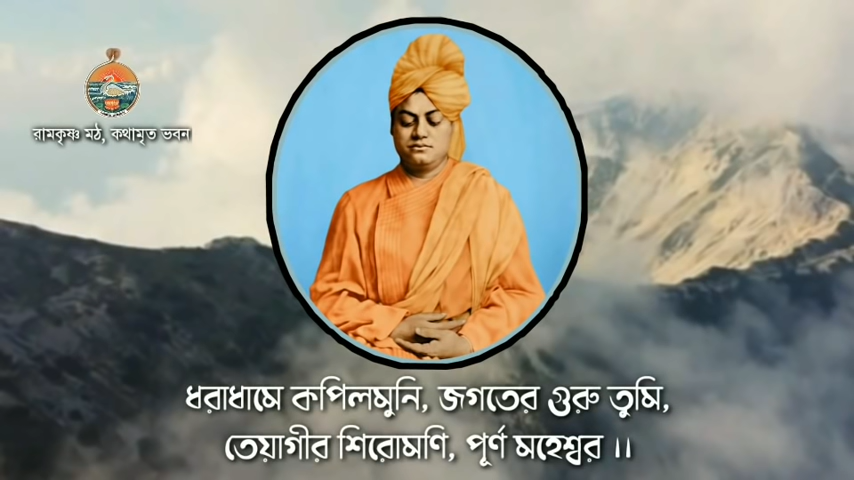 রামকৃষ্ণ মঠ, কথামৃত ভবন
ধরাধামে কপিলমুনি, জগতের গুরু তুমি,
তেয়াগীর শিরোমণি, পূর্ণ মহেশ্বর ।।